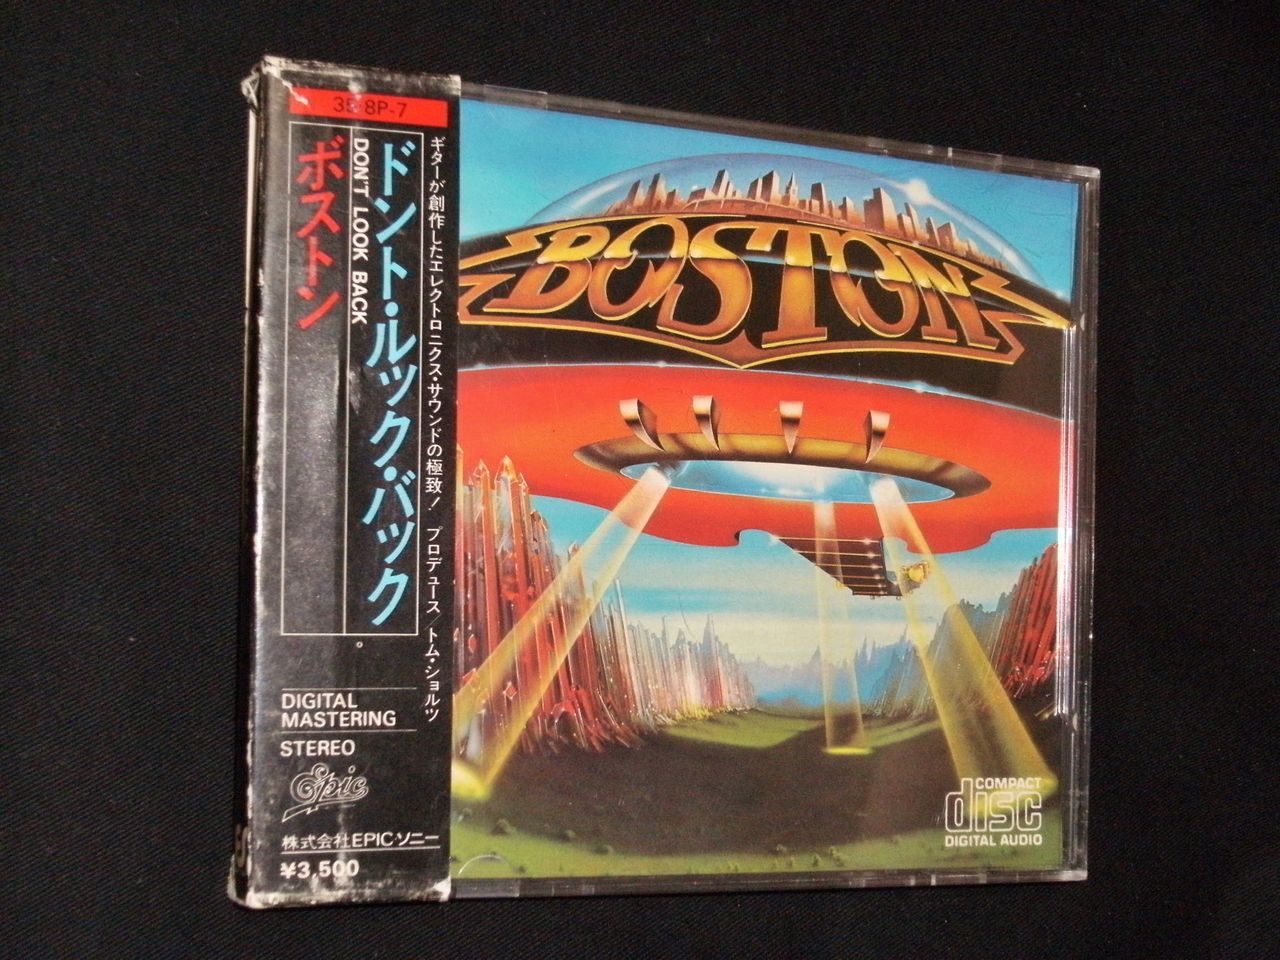 35・8P-7
ギターが創作したエレクトロニクス・サウンドの極致! プロデュース/トム・ショルツ
ドント・ルック・バック
DON'T LOOK BACK
ボストン
DIGITAL
MASTERING
STEREO
Epic
株式会社EPIC・ソニー
¥3,500
BOSTON
COMPACT
disc
DIGITAL AUDIO